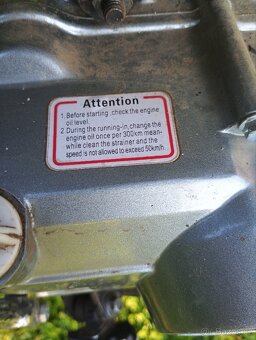 Attention
1. Before starting ,check the engine
oil level.
2. During the running-in,change the
engine oil once per 300km mean-
while clean the strainer and the
speed is not allowed to exceed 50km/h.